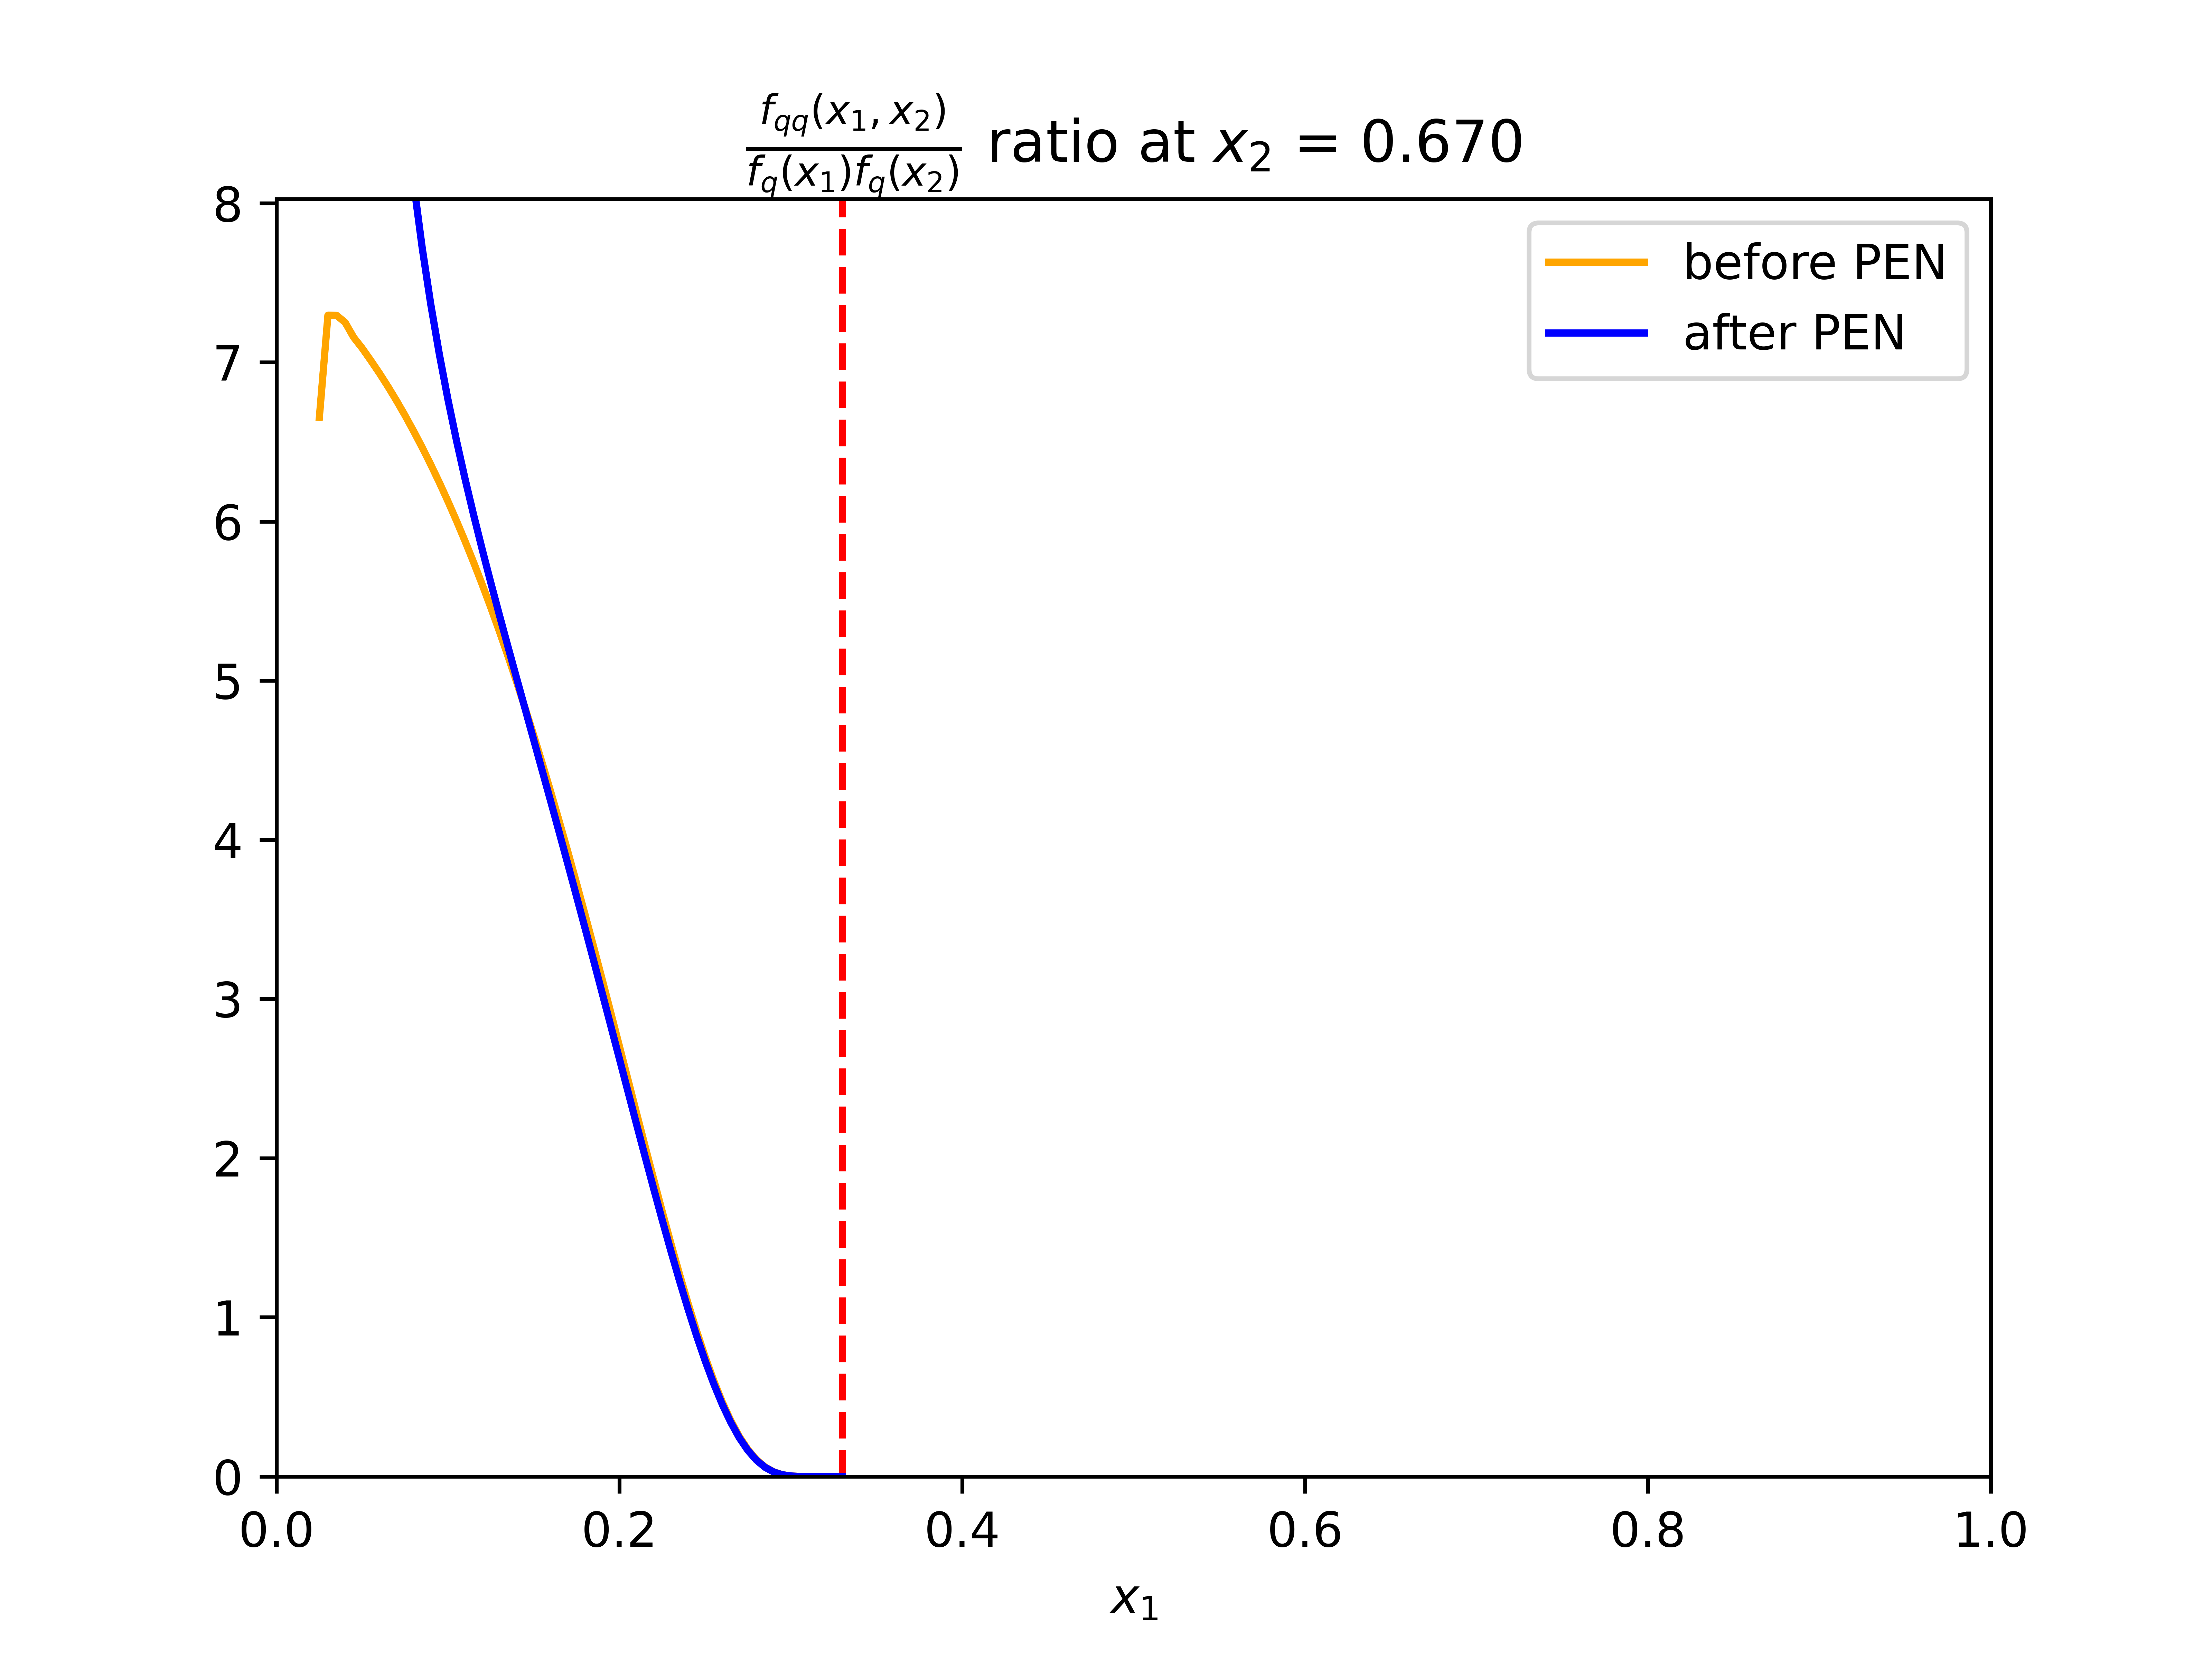 f_qq(x_1, x_2)
f_q(x_1)f_q(x_2)
ratio at x_2 = 0.670
before PEN
after PEN
8
7
6
5
4
3
2
1
0
0.0 0.2 0.4 0.6 0.8 1.0
x_1